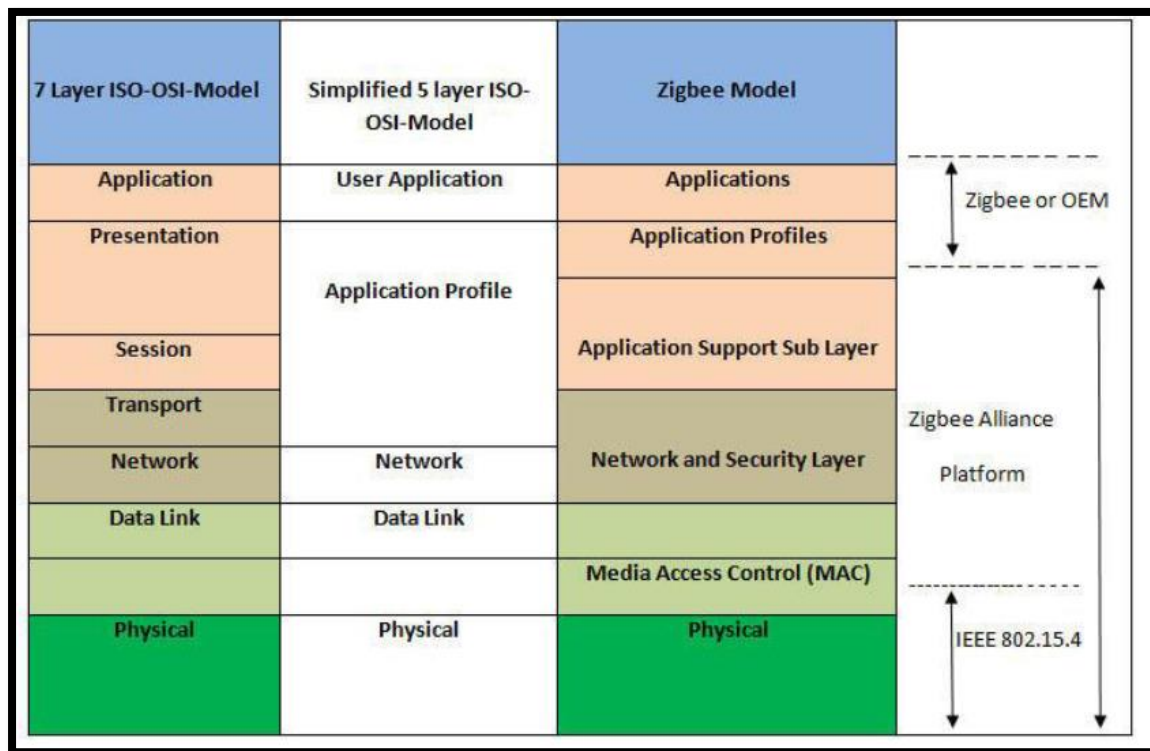 7 Layer ISO-OSI-Model
Simplified 5 layer ISO-
OSI-Model
Zigbee Model
Application
User Application
Applications
Zigbee or OEM
Presentation
Application Profile
Application Profiles
Session
Application Support Sub Layer
Transport
Zigbee Alliance
Platform
Network
Network
Network and Security Layer
Data Link
Data Link
Media Access Control (MAC)
Physical
Physical
Physical
IEEE 802.15.4